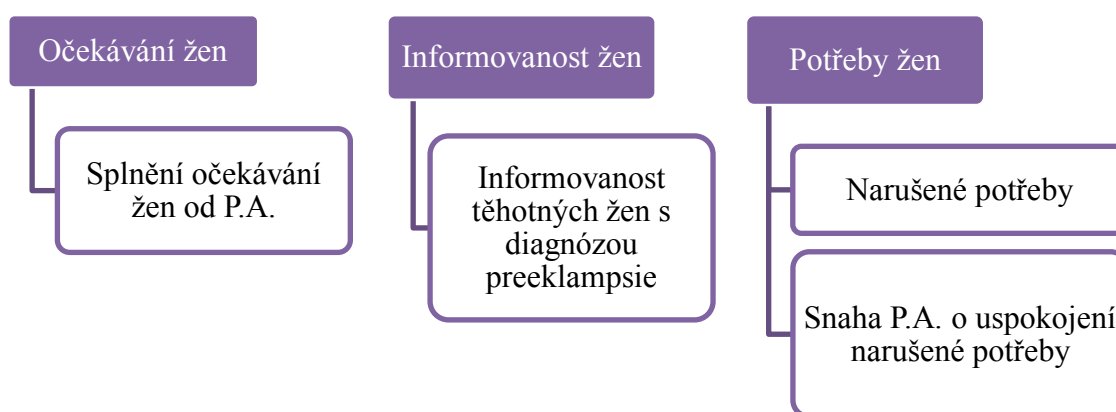 Očekávání žen
Splnění očekávání
žen od P.A.
Informovanost žen
Informovanost
těhotných žen s
diagnózou
preeklampsie
Potřeby žen
Narušené potřeby
Snaha P.A. o uspokojení
narušené potřeby